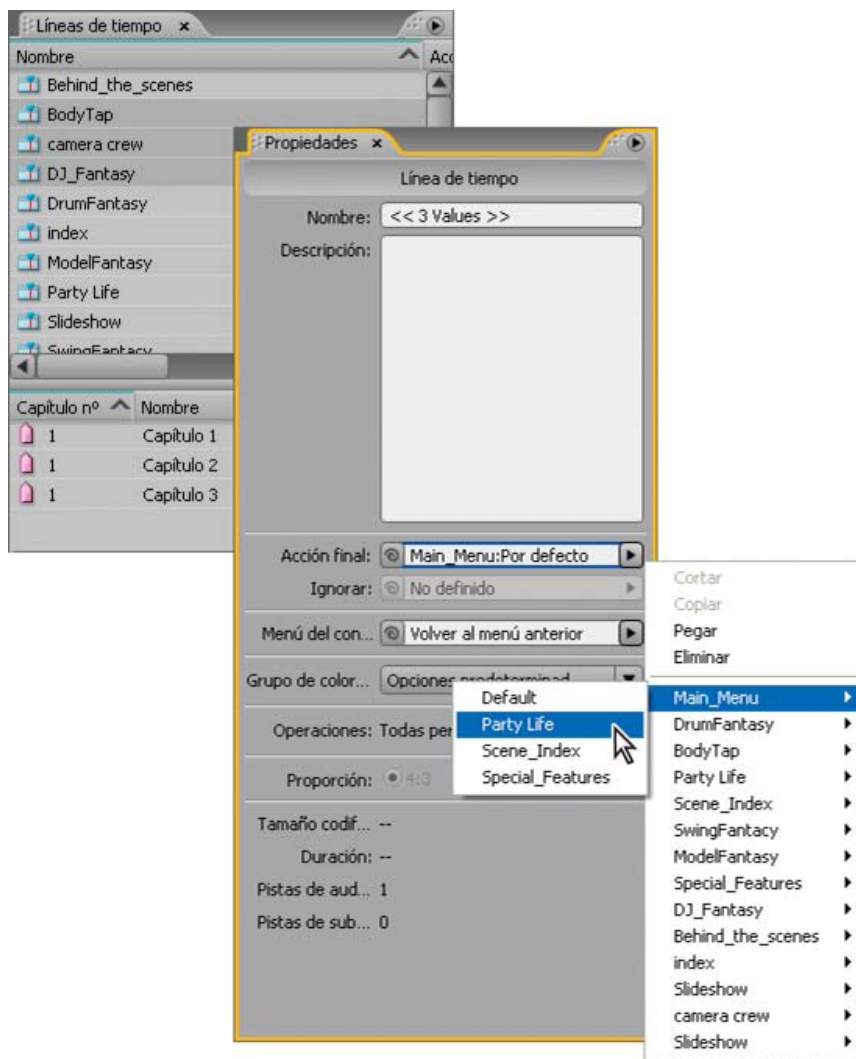 Líneas de tiempo x
Nombre
Behind_the_scenes
BodyTap
camera crew
DJ_Fantasy
DrumFantasy
index
ModelFantasy
Party Life
Slideshow
SwingFantacy
Capítulo nº Nombre
1 Capítulo 1
1 Capítulo 2
1 Capítulo 3
Propiedades x
Línea de tiempo
Nombre: << 3 Values >>
Descripción:
Acción final: Main_Menu:Por defecto
Ignorar: No definido
Menú del con... Volver al menú anterior
Grupo de color...
Operaciones: Todas per
Proporción: 4:3
Tamaño codif... --
Duración: --
Pistas de aud... 1
Pistas de sub... 0
Default
Party Life
Scene_Index
Special_Features
Cortar
Copiar
Pegar
Eliminar
Main_Menu
DrumFantasy
BodyTap
Party Life
Scene_Index
SwingFantacy
ModelFantasy
Special_Features
DJ_Fantasy
Behind_the_scenes
index
Slideshow
camera crew
Slideshow